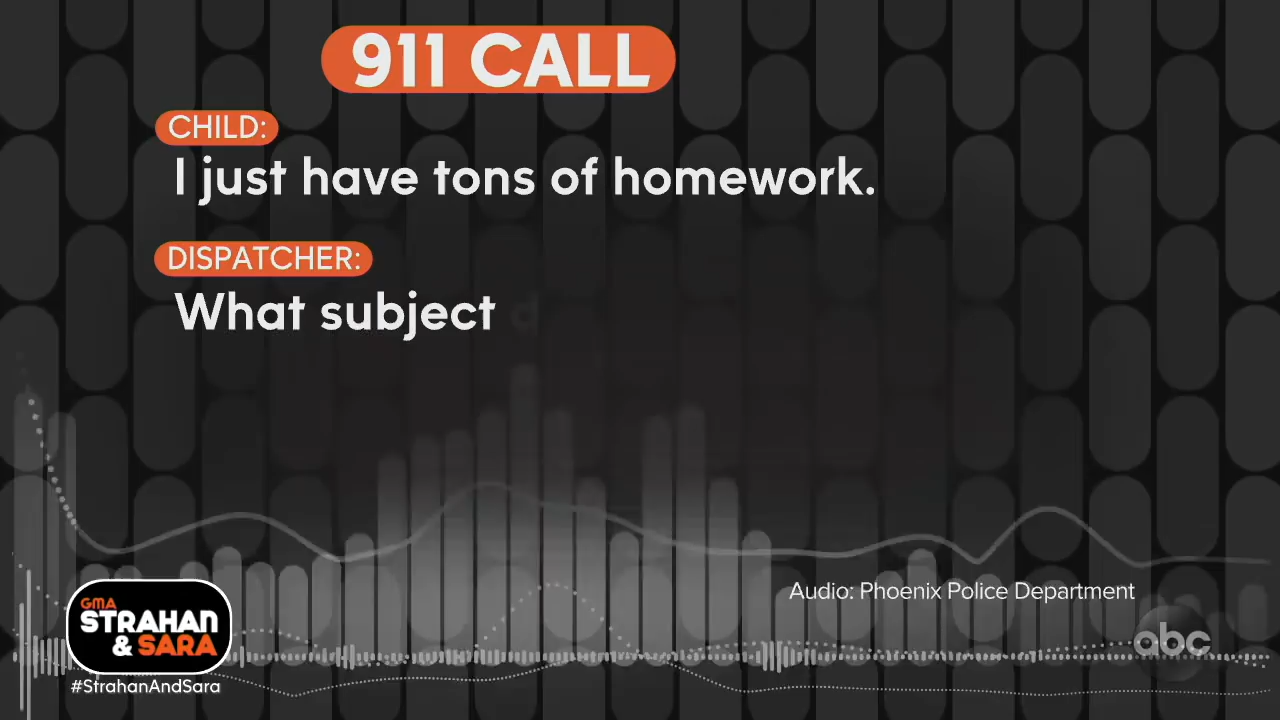 911 CALL
CHILD:
I just have tons of homework.
DISPATCHER:
What subject
Audio: Phoenix Police Department
abc
GMA
STRAHAN
& SARA
#StrahanAndSara